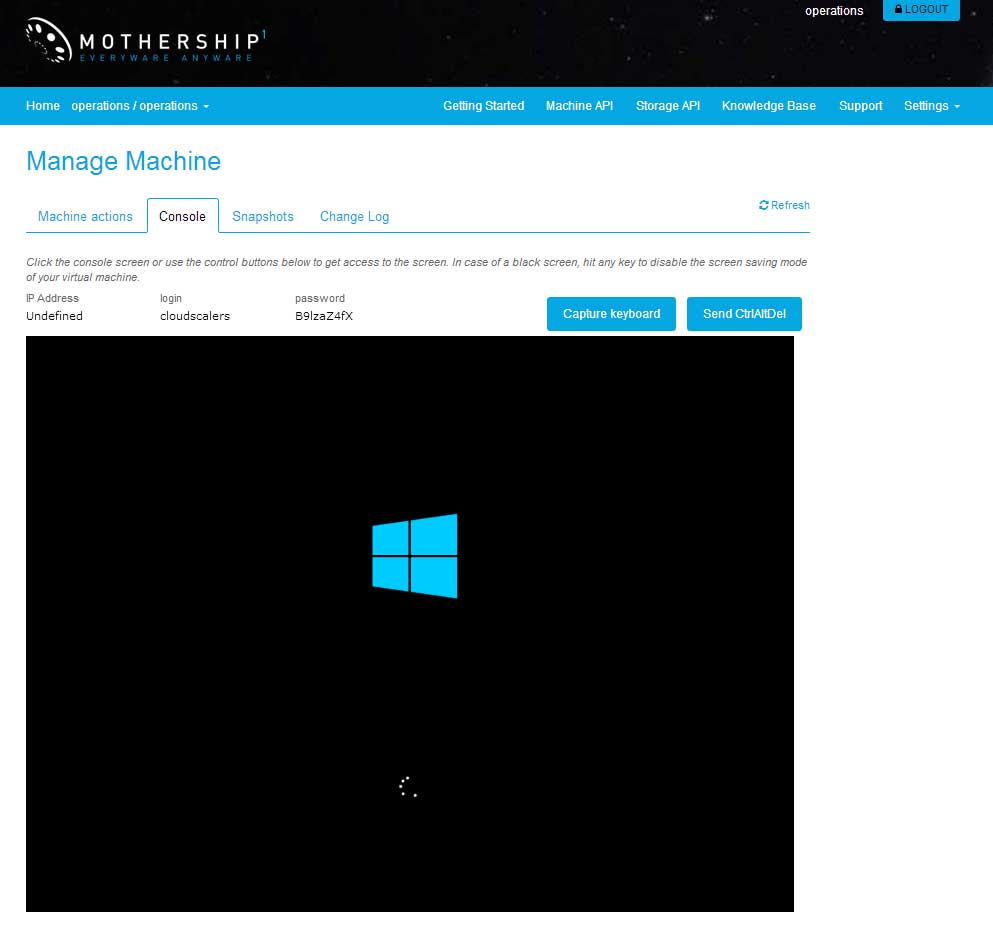 operations
LOGOUT
MOTHERSHIP1
EVERYWARE ANYWARE
Home operations / operations Getting Started Machine API Storage API Knowledge Base Support Settings
Manage Machine
Machine actions Console Snapshots Change Log Refresh
Click the console screen or use the control buttons below to get access to the screen. In case of a black screen, hit any key to disable the screen saving mode
of your virtual machine.
IP Address login password
Undefined cloudscalers B9lzaZ4fX
Capture keyboard Send CtrlAltDel